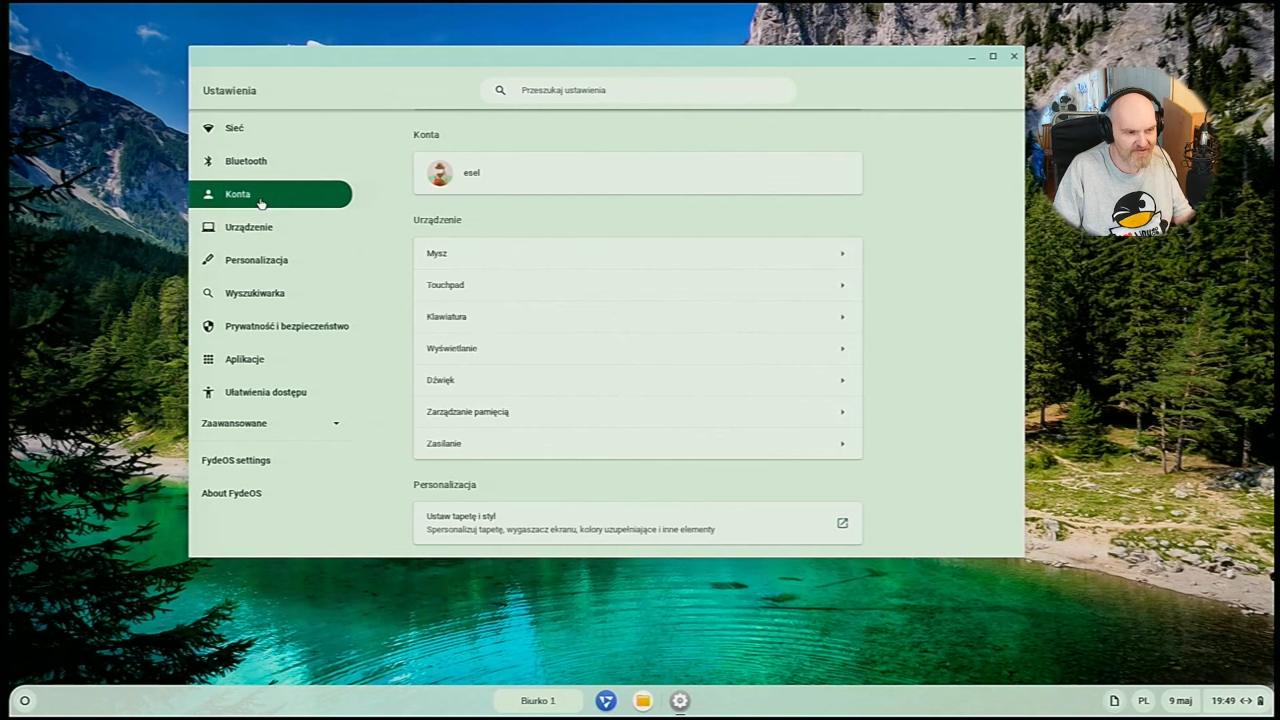 Ustawienia
Przeszukaj ustawienia
Sieć
Bluetooth
Konta
Urządzenie
Personalizacja
Wyszukiwarka
Prywatność i bezpieczeństwo
Aplikacje
Ułatwienia dostępu
Zaawansowane
FydeOS settings
About FydeOS
Konta
esel
Urządzenie
Mysz
Touchpad
Klawiatura
Wyświetlanie
Dźwięk
Zarządzanie pamięcią
Zasilanie
Personalizacja
Ustaw tapetę i styl
Spersonalizuj tapetę, wygaszacz ekranu, kolory uzupełniające i inne elementy
Biurko 1
PL
9 maj
19:49